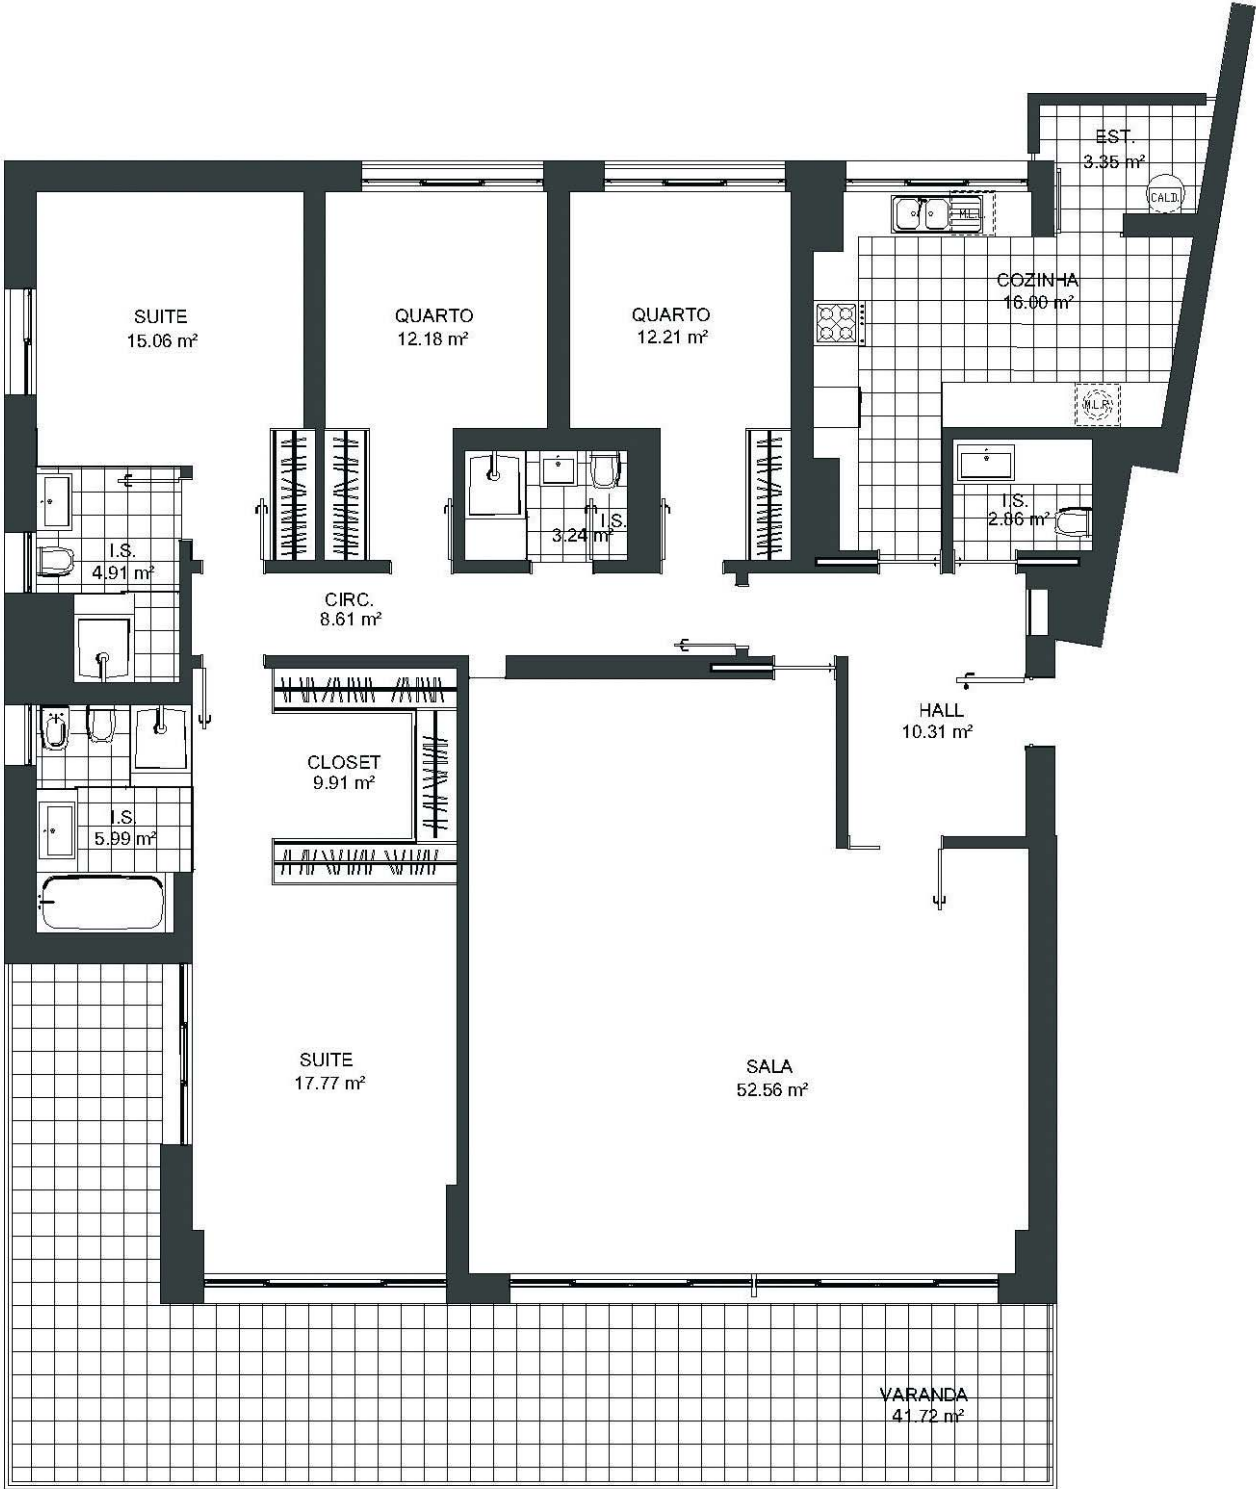 EST.
3.35 m²
CALD.
M.L.L.
COZINHA
16.00 m²
SUITE
15.06 m²
QUARTO
12.18 m²
QUARTO
12.21 m²
M.L.R.
I.S.
2.86 m²
I.S.
3.24 m²
I.S.
4.91 m²
CIRC.
8.61 m²
HALL
10.31 m²
CLOSET
9.91 m²
I.S.
5.99 m²
SUITE
17.77 m²
SALA
52.56 m²
VARANDA
41.72 m²